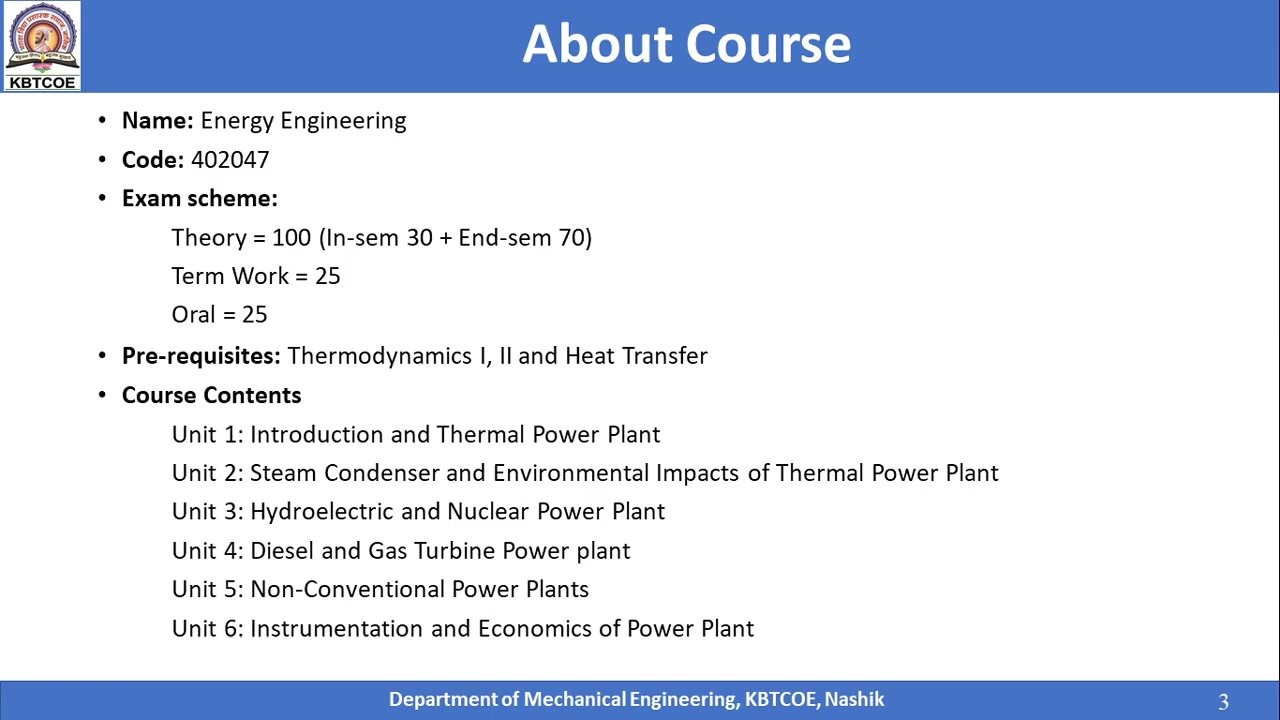 About Course
KBTCOE
• Name: Energy Engineering
• Code: 402047
• Exam scheme:
Theory = 100 (In-sem 30 + End-sem 70)
Term Work = 25
Oral = 25
• Pre-requisites: Thermodynamics I, II and Heat Transfer
• Course Contents
Unit 1: Introduction and Thermal Power Plant
Unit 2: Steam Condenser and Environmental Impacts of Thermal Power Plant
Unit 3: Hydroelectric and Nuclear Power Plant
Unit 4: Diesel and Gas Turbine Power plant
Unit 5: Non-Conventional Power Plants
Unit 6: Instrumentation and Economics of Power Plant
Department of Mechanical Engineering, KBTCOE, Nashik
3